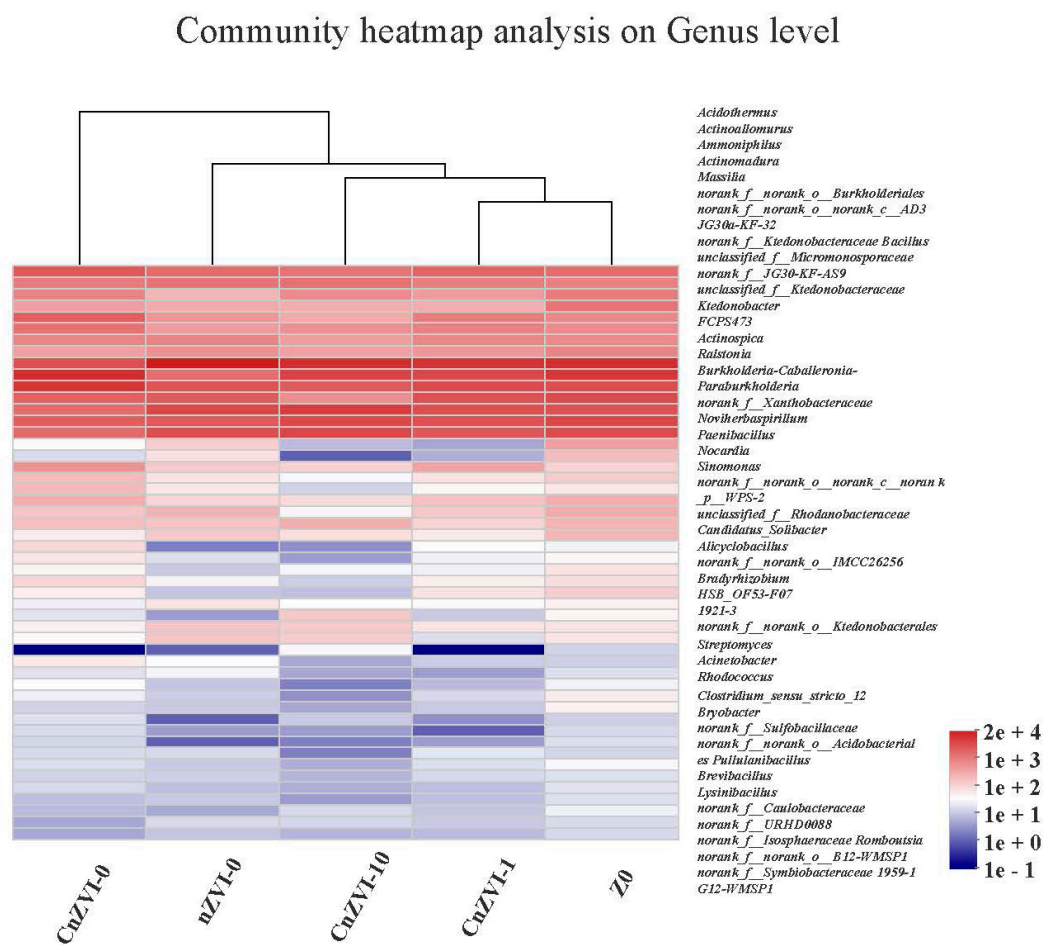 Community heatmap analysis on Genus level
Acidothermus
Actinoallomurus
Ammoniphilus
Actinomadura
Massilia
norank_f__norank_o__Burkholderiales
norank_f__norank_o__norank_c__AD3
JG30a-KF-32
norank_f__Ktedonobacteraceae Bacillus
unclassified_f__Micromonosporaceae
norank_f__JG30-KF-AS9
unclassified_f__Ktedonobacteraceae
Ktedonobacter
FCPS473
Actinospica
Ralstonia
Burkholderia-Caballeronia-
Paraburkholderia
norank_f__Xanthobacteraceae
Noviherbaspirillum
Paenibacillus
Nocardia
Sinomonas
norank_f__norank_o__norank_c__noran k
_p__WPS-2
unclassified_f__Rhodanobacteraceae
Candidatus_Solibacter
Alicyclobacillus
norank_f__norank_o__IMCC26256
Bradyrhizobium
HSB_OF53-F07
1921-3
norank_f__norank_o__Ktedonobacterales
Streptomyces
Acinetobacter
Rhodococcus
Clostridium_sensu_stricto_12
Bryobacter
norank_f__Sulfobacillaceae
norank_f__norank_o__Acidobacterial
es Pullulanibacillus
Brevibacillus
Lysinibacillus
norank_f__Caulobacteraceae
norank_f__URHD0088
norank_f__Isosphaeraceae Romboutsia
norank_f__norank_o__B12-WMSP1
norank_f__Symbiobacteraceae 1959-1
G12-WMSP1
2e + 4
1e + 3
1e + 2
1e + 1
1e + 0
1e - 1
CnZVI-0
nZVI-0
CnZVI-10
CnZVI-1
Z0